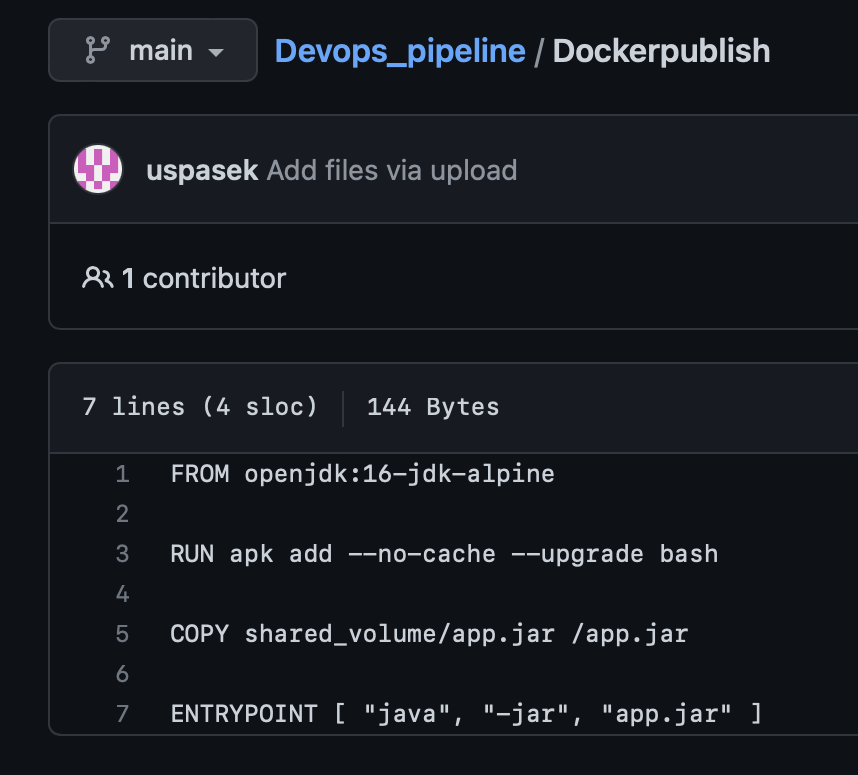 main Devops_pipeline / Dockerpublish
uspasek Add files via upload
1 contributor
7 lines (4 sloc) 144 Bytes
1 FROM openjdk:16-jdk-alpine
2
3 RUN apk add --no-cache --upgrade bash
4
5 COPY shared_volume/app.jar /app.jar
6
7 ENTRYPOINT [ "java", "-jar", "app.jar" ]